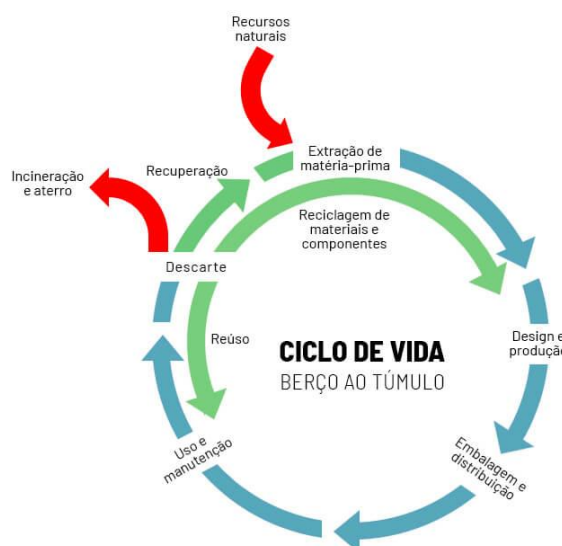 Recursos
naturais
Extração de
matéria-prima
Recuperação
Incineração
e aterro
Reciclagem de
materiais e
componentes
Descarte
Reúso
CICLO DE VIDA
BERÇO AO TÚMULO
Design e
produção
Uso e
manutenção
Embalagem e
distribuição